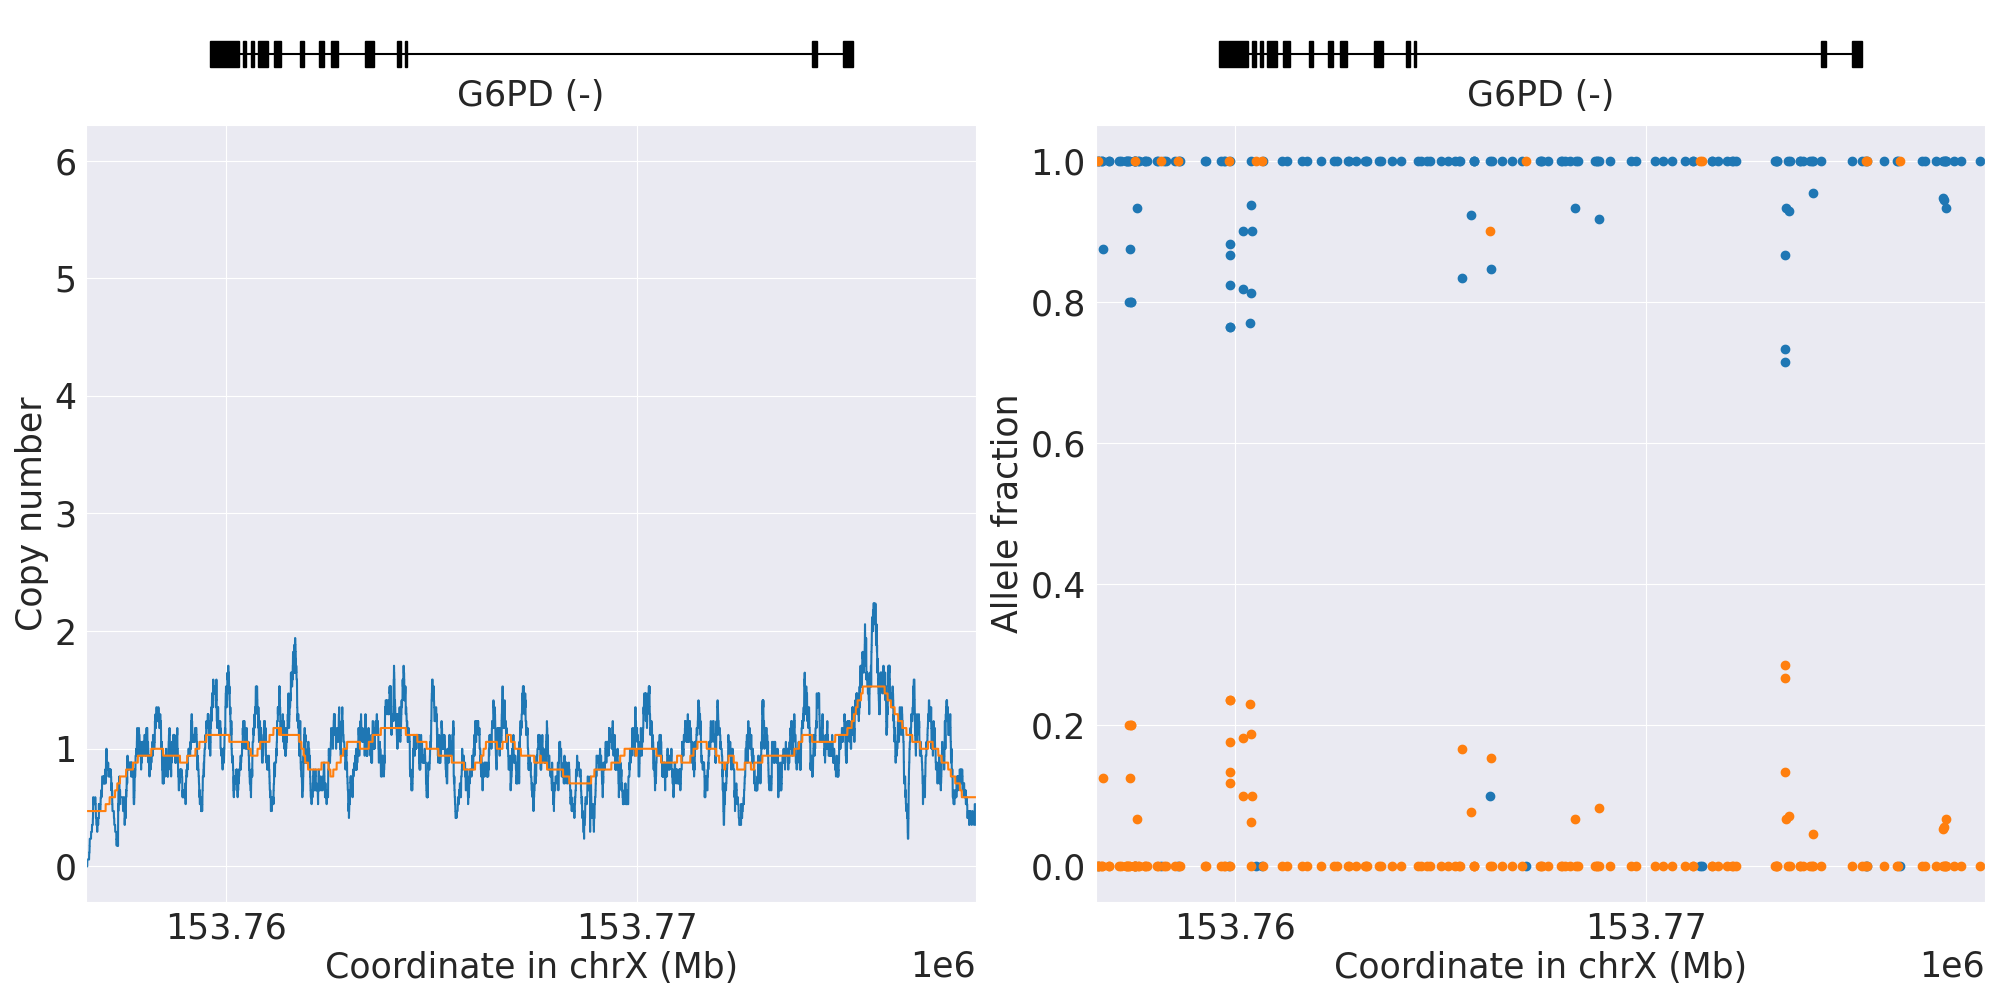 G6PD (-)
6
5
4
3
2
1
0
Copy number
153.76
153.77
Coordinate in chrX (Mb)
1e6
G6PD (-)
1.0
0.8
0.6
0.4
0.2
0.0
Allele fraction
153.76
153.77
Coordinate in chrX (Mb)
1e6